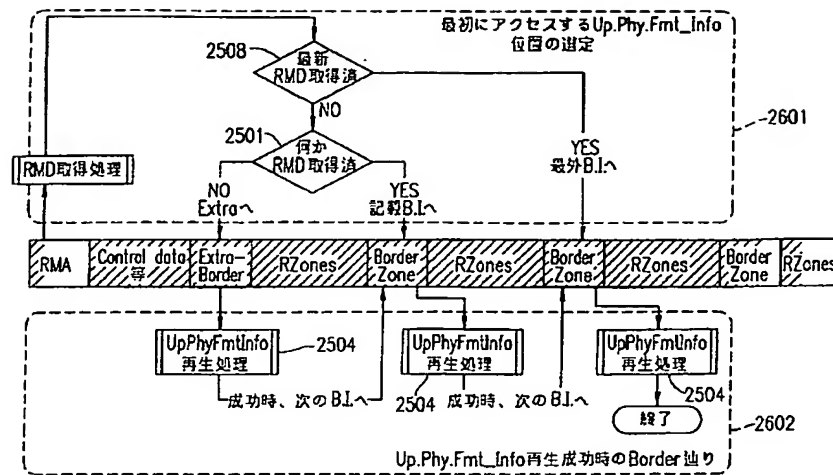 最初にアクセスするUp.Phy.Fmt_Info
位置の選定
2508
最新
RMD取得済
NO
2501
何か
RMD取得済
2601
RMD取得処理
NO
Extraへ
YES
記載B.I.へ
YES
最外B.I.へ
RMA
Control data
等
Extra-
Border
RZones
Border
Zone
RZones
Border
Zone
RZones
Border
Zone
RZones
UpPhyFmtInfo
再生処理
2504
UpPhyFmtInfo
再生処理
2504
UpPhyFmtInfo
再生処理
2504
成功時、次のB.I.へ
成功時、次のB.I.へ
終了
2602
Up.Phy.Fmt_Info再生成功時のBorder辿り